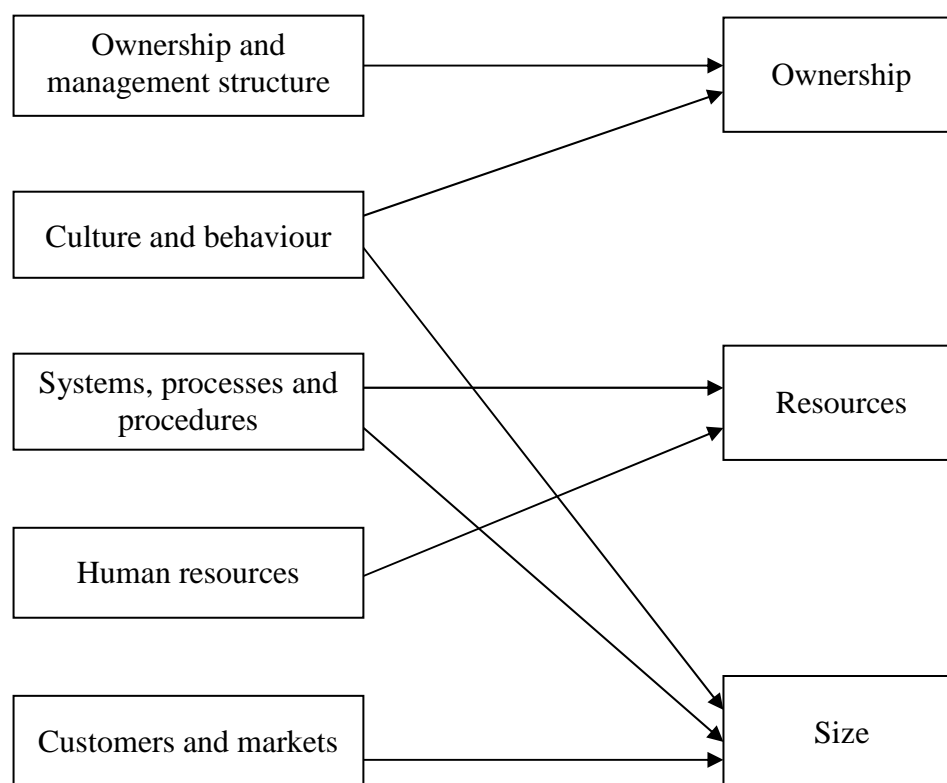 Ownership and
management structure
Ownership
Culture and behaviour
Systems, processes and
procedures
Resources
Human resources
Customers and markets
Size